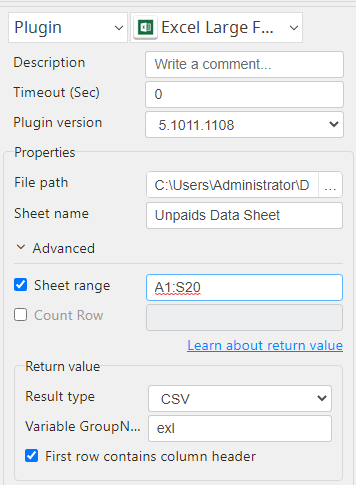 Plugin Excel Large F...
Description Write a comment...
Timeout (Sec) 0
Plugin version 5.1011.1108
Properties
File path C:\Users\Administrator\D ...
Sheet name Unpaids Data Sheet
Advanced
Sheet range A1:S20
Count Row
Learn about return value
Return value
Result type CSV
Variable GroupN... exl
First row contains column header